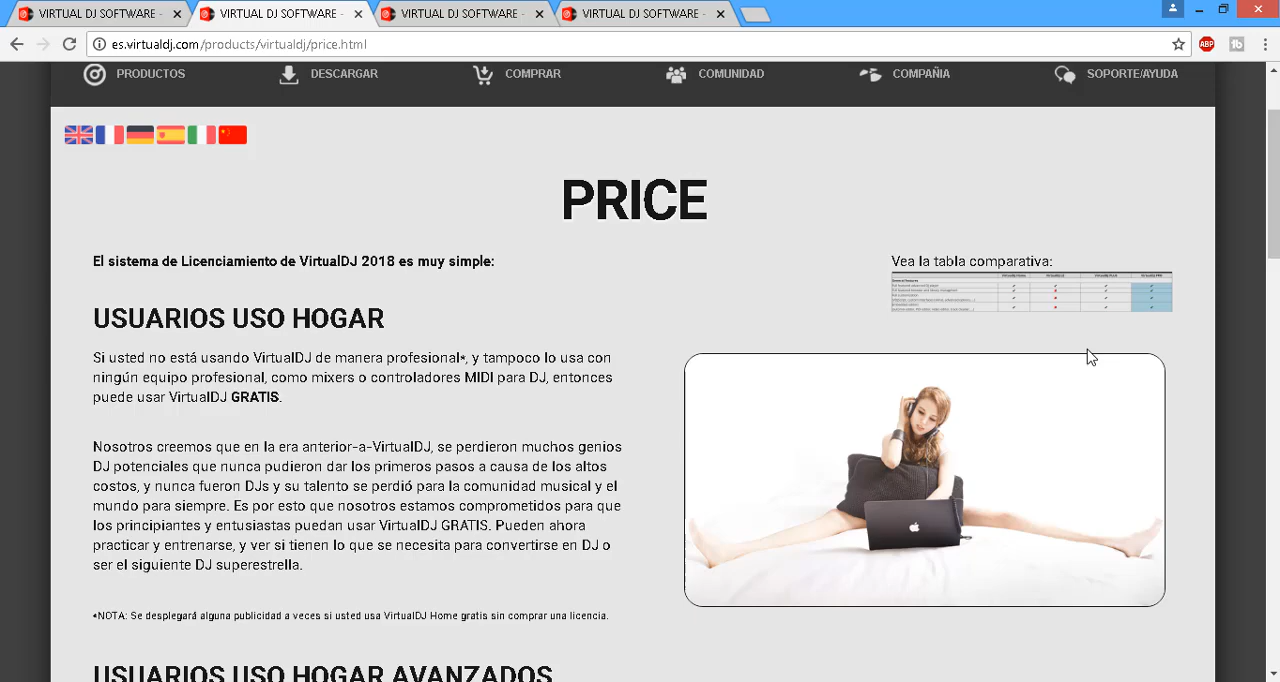 VIRTUAL DJ SOFTWARE - VIRTUAL DJ SOFTWARE - VIRTUAL DJ SOFTWARE - VIRTUAL DJ SOFTWARE -
es.virtualdj.com/products/virtualdj/price.html
ABP
PRODUCTOS DESCARGAR COMPRAR COMUNIDAD COMPAÑIA SOPORTE/AYUDA
PRICE
El sistema de Licenciamiento de VirtualDJ 2018 es muy simple:
Vea la tabla comparativa:
USUARIOS USO HOGAR
Si usted no está usando VirtualDJ de manera profesional*, y tampoco lo usa con
ningún equipo profesional, como mixers o controladores MIDI para DJ, entonces
puede usar VirtualDJ GRATIS.
Nosotros creemos que en la era anterior-a-VirtualDJ, se perdieron muchos genios
DJ potenciales que nunca pudieron dar los primeros pasos a causa de los altos
costos, y nunca fueron DJs y su talento se perdió para la comunidad musical y el
mundo para siempre. Es por esto que nosotros estamos comprometidos para que
los principiantes y entusiastas puedan usar VirtualDJ GRATIS. Pueden ahora
practicar y entrenarse, y ver si tienen lo que se necesita para convertirse en DJ o
ser el siguiente DJ superestrella.
*NOTA: Se desplegará alguna publicidad a veces si usted usa VirtualDJ Home gratis sin comprar una licencia.
USUARIOS USO HOGAR AVANZADOS